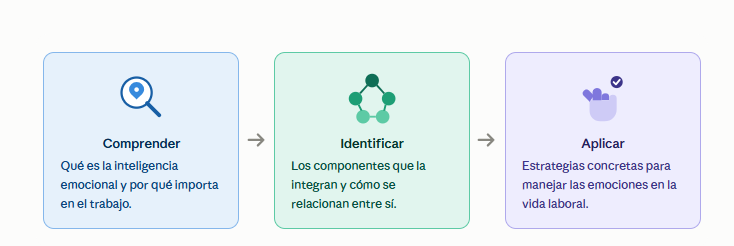 Comprender
Qué es la inteligencia
emocional y por qué importa
en el trabajo.
Identificar
Los componentes que la
integran y cómo se
relacionan entre sí.
Aplicar
Estrategias concretas para
manejar las emociones en la
vida laboral.